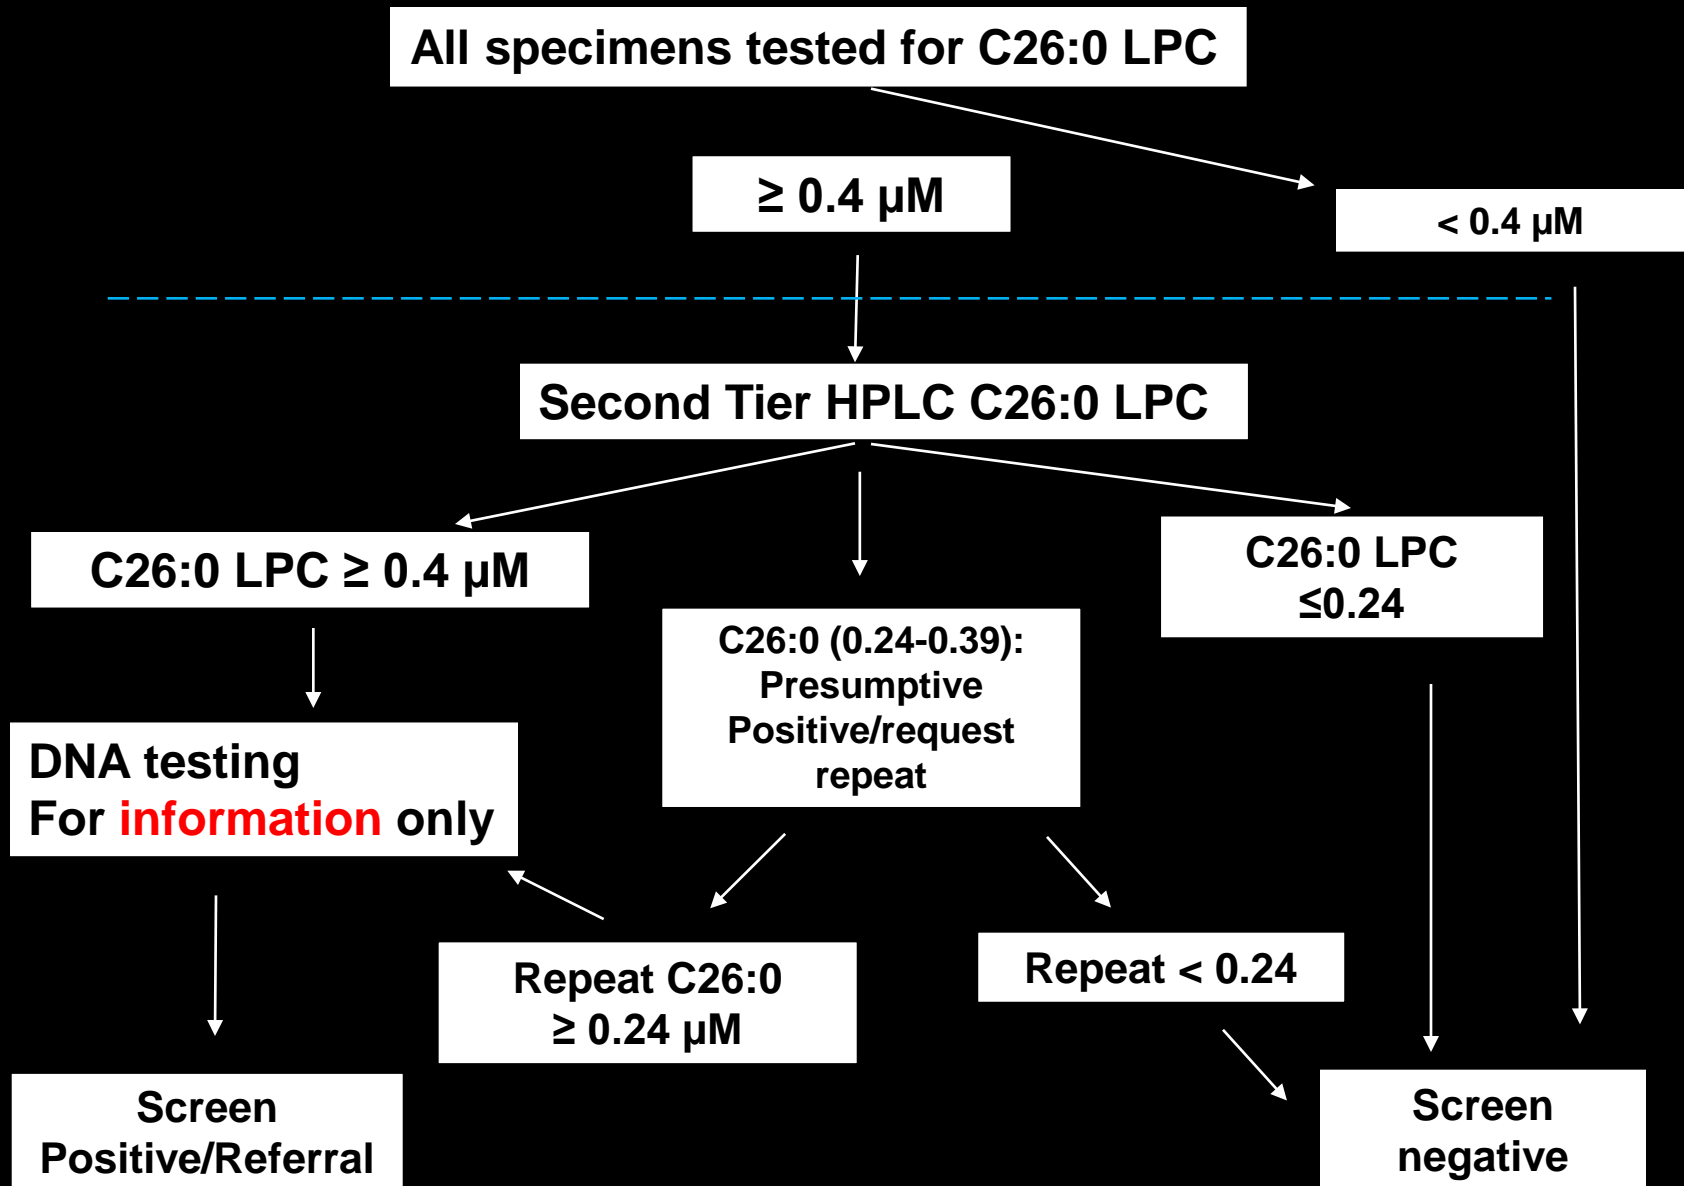 All specimens tested for C26:0 LPC
≥ 0.4 µM
< 0.4 µM
Second Tier HPLC C26:0 LPC
C26:0 LPC ≥ 0.4 µM
C26:0 LPC
≤0.24
C26:0 (0.24-0.39):
Presumptive
Positive/request
repeat
DNA testing
For information only
Repeat C26:0
≥ 0.24 µM
Repeat < 0.24
Screen
Positive/Referral
Screen
negative